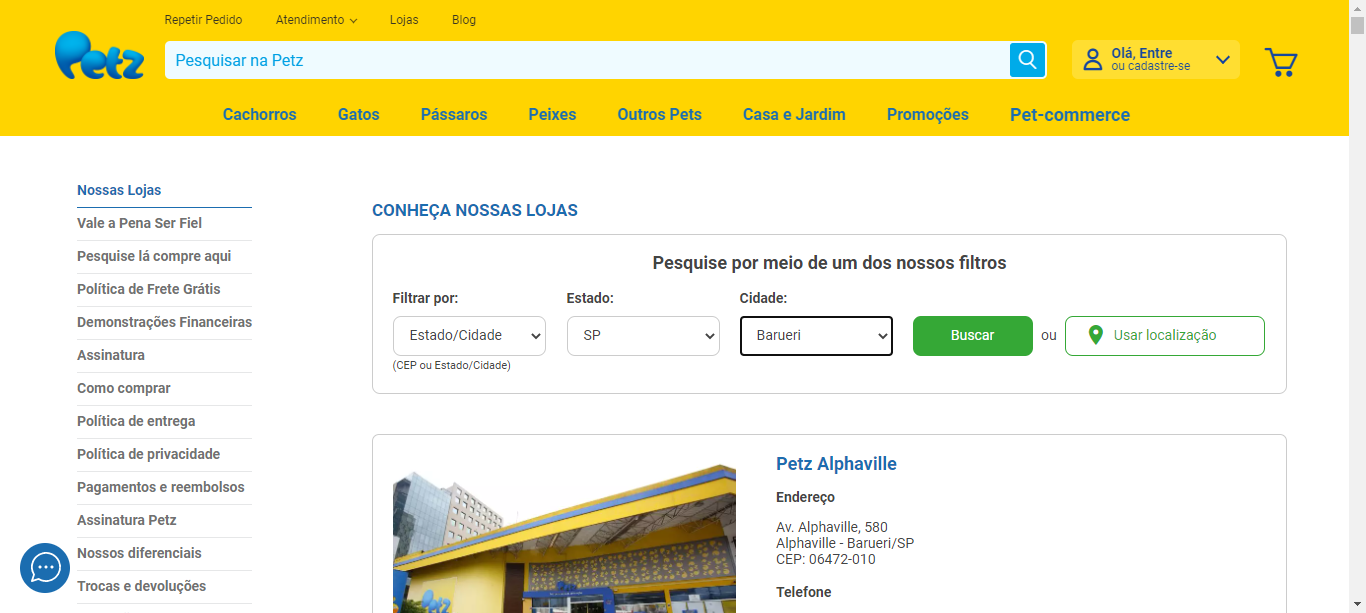 Repetir Pedido
Atendimento
Lojas
Blog
Petz
Pesquisar na Petz
Olá, Entre
ou cadastre-se
Cachorros
Gatos
Pássaros
Peixes
Outros Pets
Casa e Jardim
Promoções
Pet-commerce
Nossas Lojas
Vale a Pena Ser Fiel
Pesquise lá compre aqui
Política de Frete Grátis
Demonstrações Financeiras
Assinatura
Como comprar
Política de entrega
Política de privacidade
Pagamentos e reembolsos
Assinatura Petz
Nossos diferenciais
Trocas e devoluções
CONHEÇA NOSSAS LOJAS
Pesquise por meio de um dos nossos filtros
Filtrar por:
Estado:
Cidade:
Estado/Cidade
SP
Barueri
Buscar
ou
Usar localização
(CEP ou Estado/Cidade)
Petz
Petz Alphaville
Endereço
Av. Alphaville, 580
Alphaville - Barueri/SP
CEP: 06472-010
Telefone